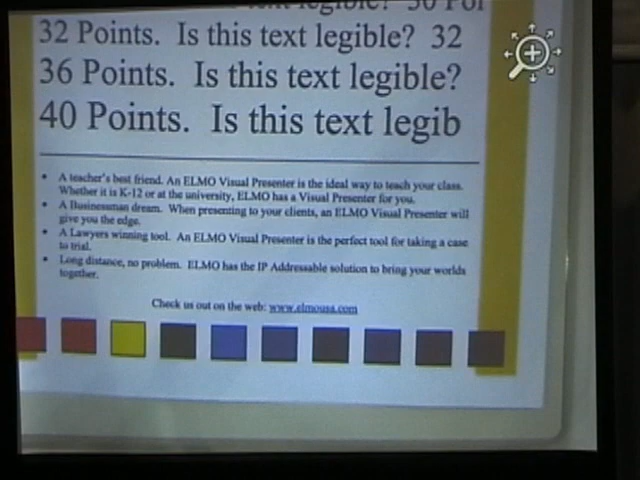 legible? 36 Poi
32 Points. Is this text legible? 32
36 Points. Is this text legible?
40 Points. Is this text legib
• A teacher's best friend. An ELMO Visual Presenter is the ideal way to teach your class.
Whether it is K-12 or at the university, ELMO has a Visual Presenter for you.
• A Businessman dream. When presenting to your clients, an ELMO Visual Presenter will
give you the edge.
• A Lawyers winning tool. An ELMO Visual Presenter is the perfect tool for taking a case
to trial.
• Long distance, no problem. ELMO has the IP Addressable solution to bring your worlds
together.
Check us out on the web: www.elmousa.com